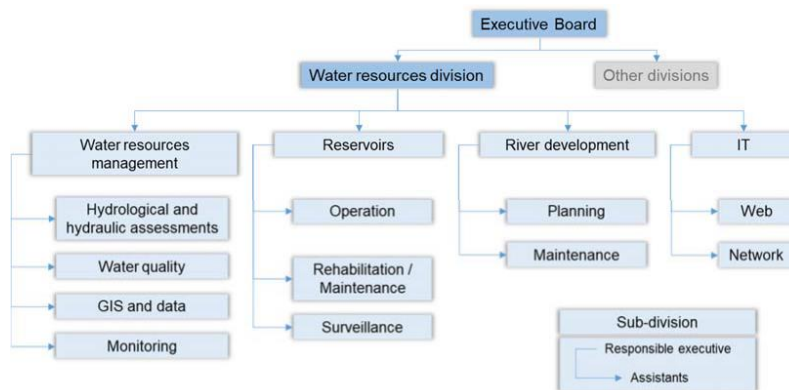 Executive Board
Water resources division
Other divisions
Water resources
management
Reservoirs
River development
IT
Hydrological and
hydraulic assessments
Operation
Planning
Web
Water quality
Rehabilitation /
Maintenance
Maintenance
Network
GIS and data
Surveillance
Monitoring
Sub-division
Responsible executive
Assistants